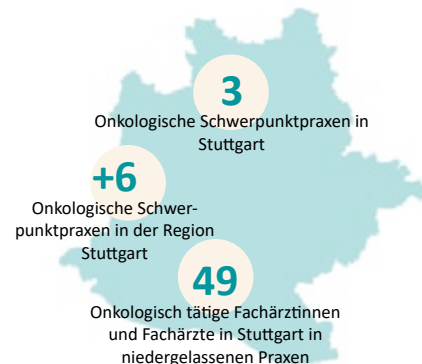 3
Onkologische Schwerpunktpraxen in
Stuttgart
+6
Onkologische Schwer-
punktpraxen in der Region
Stuttgart
49
Onkologisch tätige Fachärztinnen
und Fachärzte in Stuttgart in
niedergelassenen Praxen